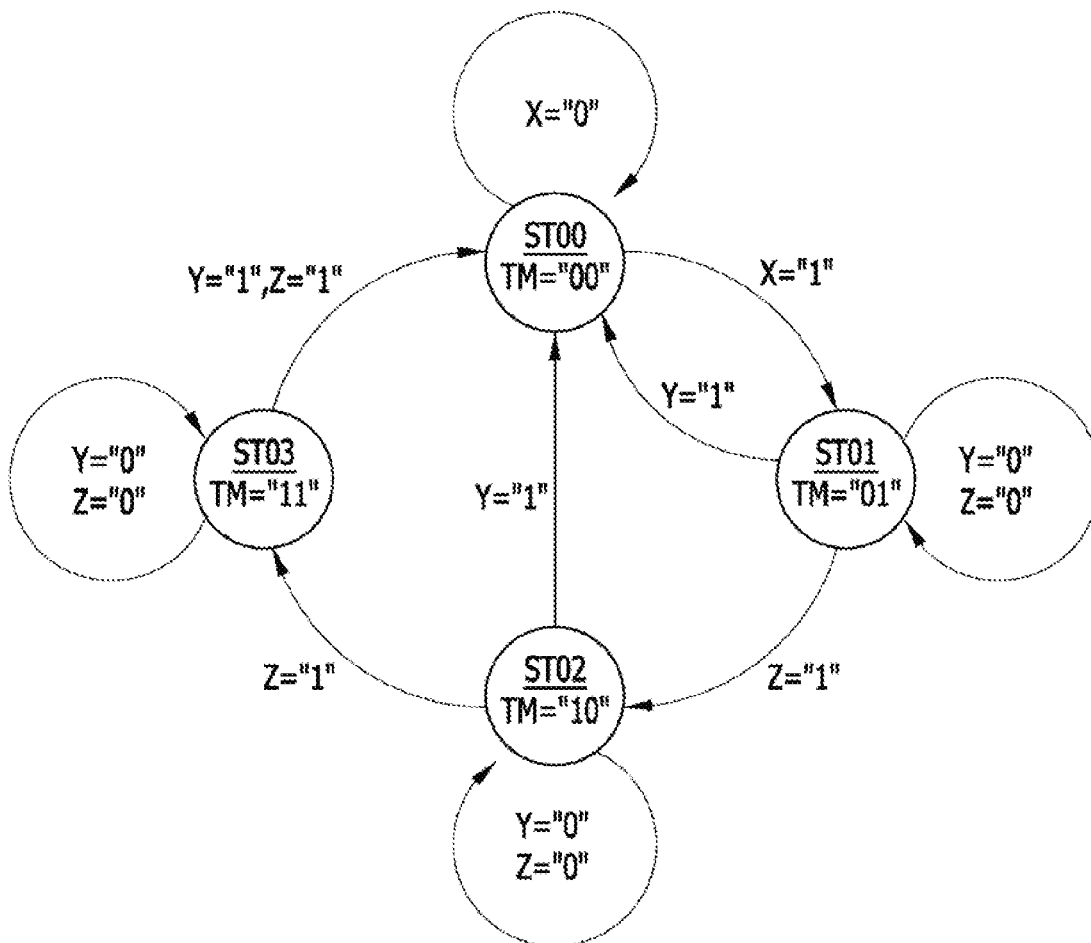 X="0"
ST00
TM="00"
Y="1",Z="1"
X="1"
Y="1"
ST03
TM="11"
Y="0"
Z="0"
ST01
TM="01"
Y="0"
Z="0"
Y="1"
Z="1"
Z="1"
ST02
TM="10"
Y="0"
Z="0"